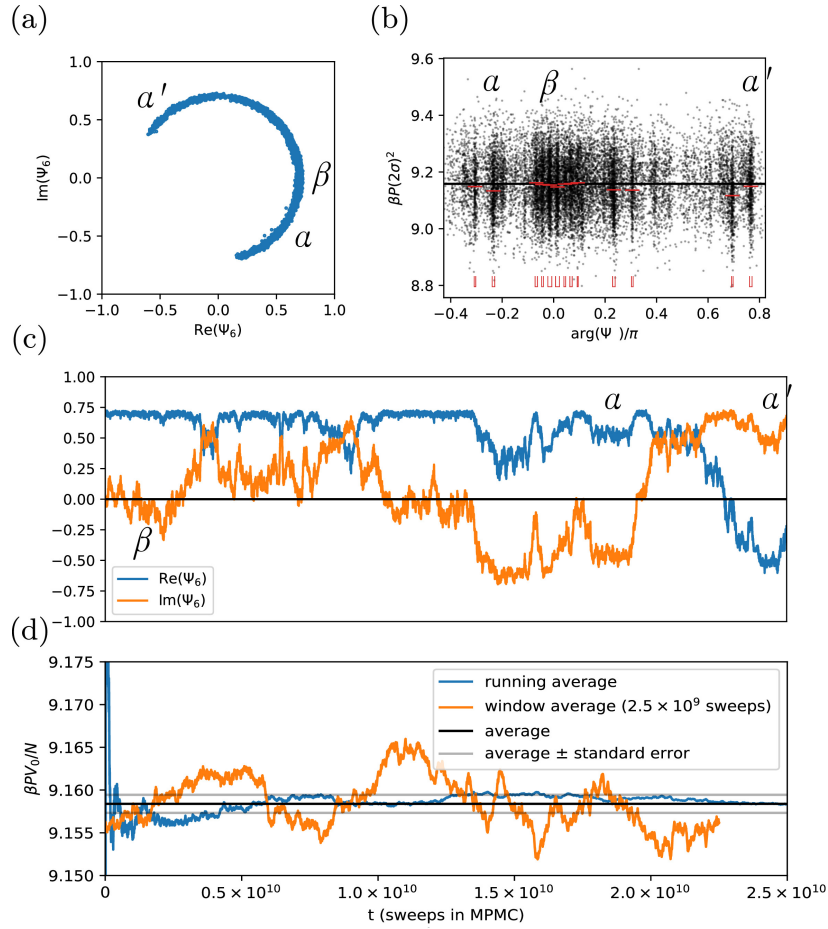 (a)
1.0
0.5
0.0
−0.5
−1.0
−1.0 −0.5 0.0 0.5 1.0
Im(Ψ₆)
Re(Ψ₆)
α'
β
α
(b)
9.6
9.4
9.2
9.0
8.8
−0.4 −0.2 0.0 0.2 0.4 0.6 0.8
βP(2σ)²
arg(Ψ )/π
α
β
α'
(c)
1.00
0.75
0.50
0.25
0.00
−0.25
−0.50
−0.75
−1.00
β
α
α'
Re(Ψ₆)
Im(Ψ₆)
(d)
9.175
9.170
9.165
9.160
9.155
9.150
βPV₀/N
running average
window average (2.5 × 10⁹ sweeps)
average
average ± standard error
0 0.5×10¹⁰ 1.0×10¹⁰ 1.5×10¹⁰ 2.0×10¹⁰ 2.5×10¹⁰
t (sweeps in MPMC)